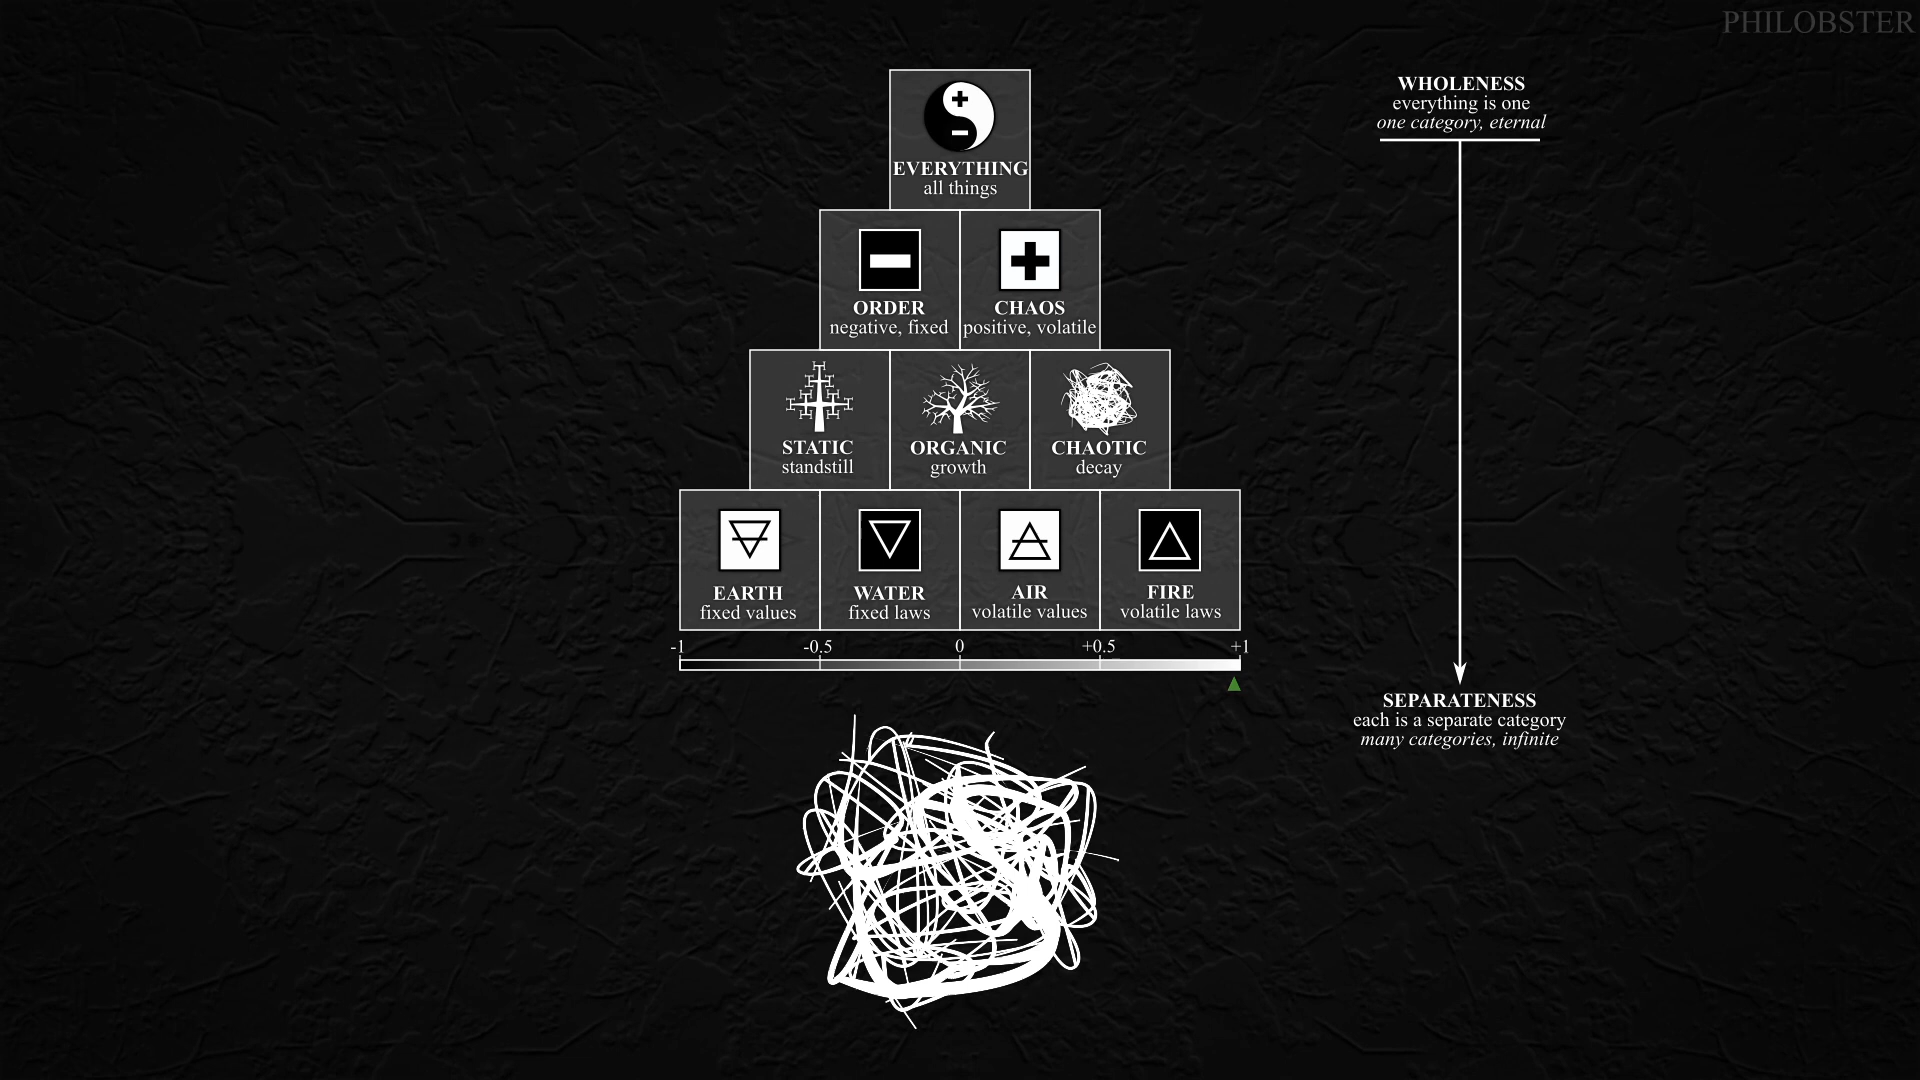 PHILOBSTER
WHOLENESS
everything is one
one category, eternal
EVERYTHING
all things
ORDER
negative, fixed
CHAOS
positive, volatile
STATIC
standstill
ORGANIC
growth
CHAOTIC
decay
EARTH
fixed values
WATER
fixed laws
AIR
volatile values
FIRE
volatile laws
-1 -0.5 0 +0.5 +1
SEPARATENESS
each is a separate category
many categories, infinite